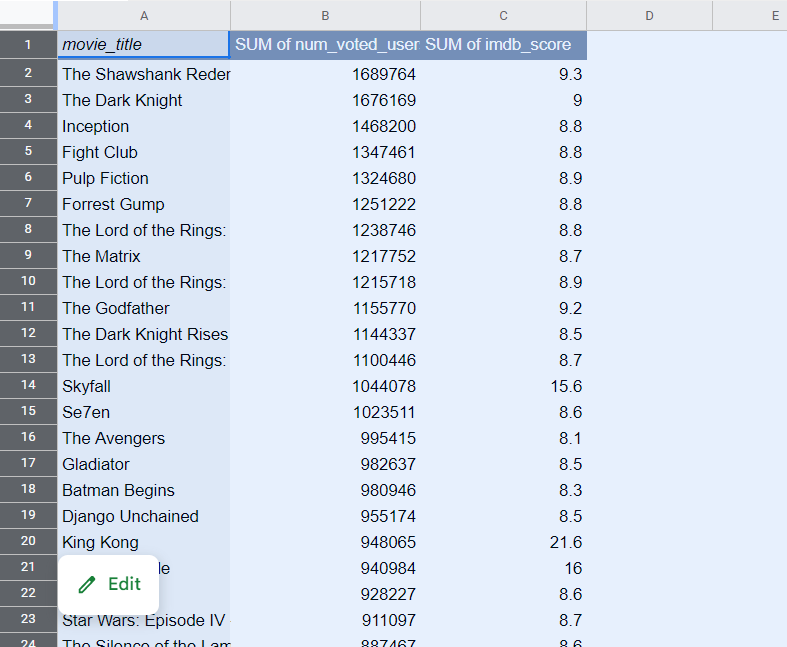 A B C D E
1 movie_title SUM of num_voted_user SUM of imdb_score
2 The Shawshank Reder 1689764 9.3
3 The Dark Knight 1676169 9
4 Inception 1468200 8.8
5 Fight Club 1347461 8.8
6 Pulp Fiction 1324680 8.9
7 Forrest Gump 1251222 8.8
8 The Lord of the Rings: 1238746 8.8
9 The Matrix 1217752 8.7
10 The Lord of the Rings: 1215718 8.9
11 The Godfather 1155770 9.2
12 The Dark Knight Rises 1144337 8.5
13 The Lord of the Rings: 1100446 8.7
14 Skyfall 1044078 15.6
15 Se7en 1023511 8.6
16 The Avengers 995415 8.1
17 Gladiator 982637 8.5
18 Batman Begins 980946 8.3
19 Django Unchained 955174 8.5
20 King Kong 948065 21.6
21 le 940984 16
Edit
22 928227 8.6
23 Star Wars: Episode IV 911097 8.7
24 The Silence of the Lam 887467 8.6